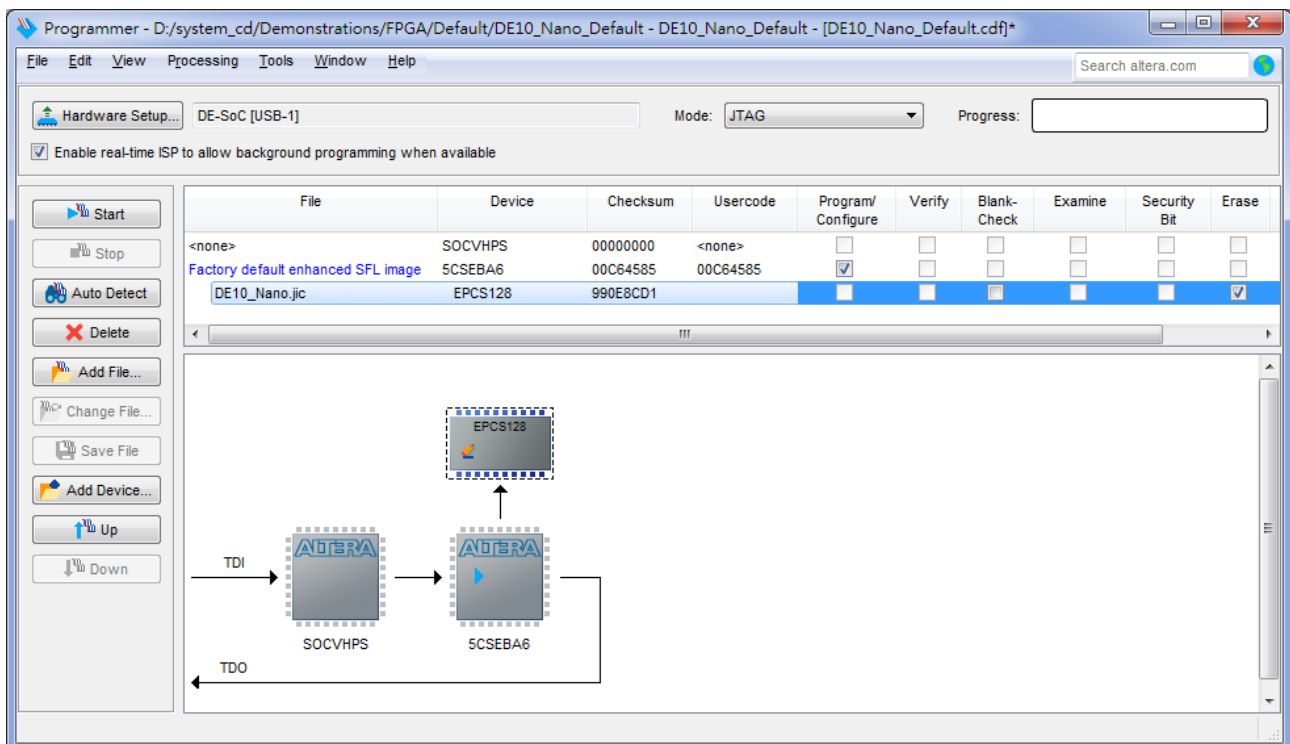 Programmer - D:/system_cd/Demonstrations/FPGA/Default/DE10_Nano_Default - DE10_Nano_Default - [DE10_Nano_Default.cdf]*
File Edit View Processing Tools Window Help Search altera.com
Hardware Setup... DE-SoC [USB-1] Mode: JTAG Progress:
Enable real-time ISP to allow background programming when available
Start
Stop
Auto Detect
Delete
Add File...
Change File...
Save File
Add Device...
Up
Down
File Device Checksum Usercode Program/ Verify Blank- Examine Security Erase
Configure Check Bit
<none> SOCVHPS 00000000 <none>
Factory default enhanced SFL image 5CSEBA6 00C64585 00C64585
DE10_Nano.jic EPCS128 990E8CD1
EPCS128
ALTERA ALTERA
TDI
SOCVHPS 5CSEBA6
TDO